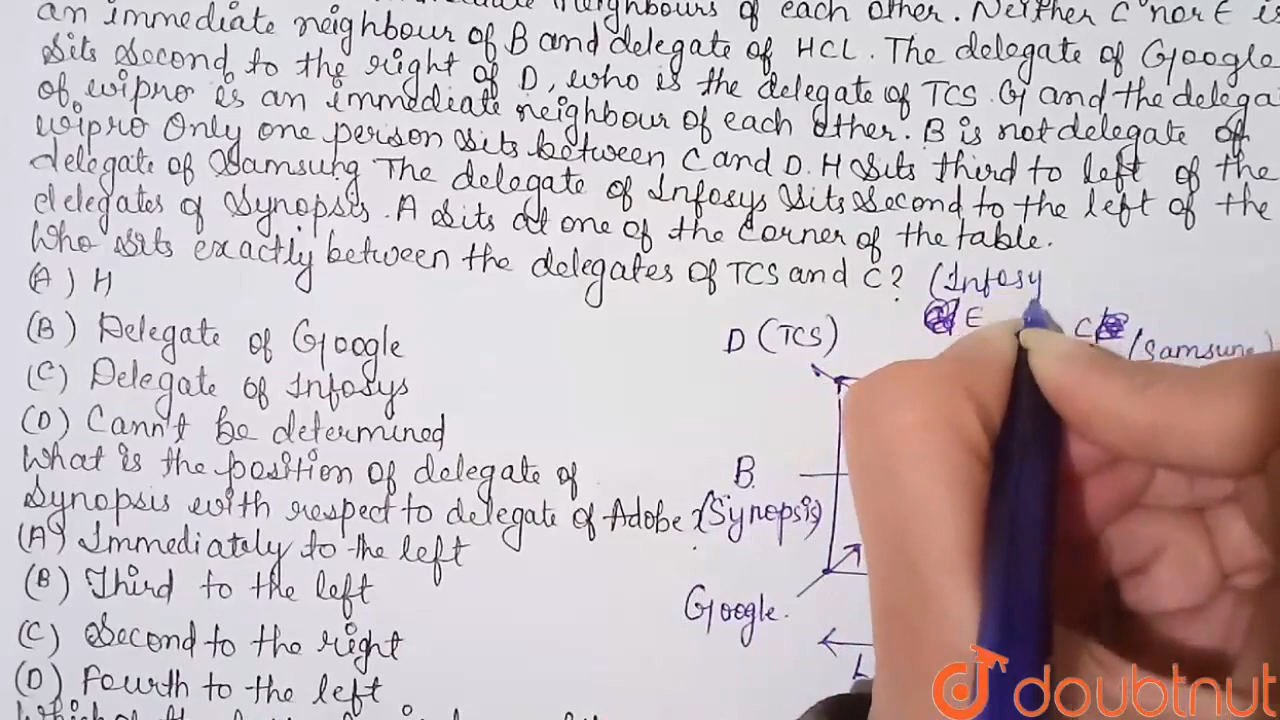 an immediate neighbour of B and delegate of HCL. The delegate of Google
Sits Second to the right of D, who is the delegate of TCS. G and the delega
of wipro is an immediate neighbour of each other. B is not delegate of
wipro Only one person sits between C and D. H Sits third to left of the
delegate of Samsung The delegate of Infosys Sits Second to the left of the
delegates of Synopsis. A sits at one of the corner of the table.
Who sits exactly between the delegates of TCS and C?
(A) H
(B) Delegate of Google
(C) Delegate of Infosys
(D) Cann't be determined
What is the position of delegate of
Synopsis with respect to delegate of Adobe
(A) Immediately to the left
(B) Third to the left
(C) Second to the right
(D) Fourth to the left
(Infosy
E
C
(Samsung)
D (TCS)
B
(Synopsis)
Google.
L
doubtnut